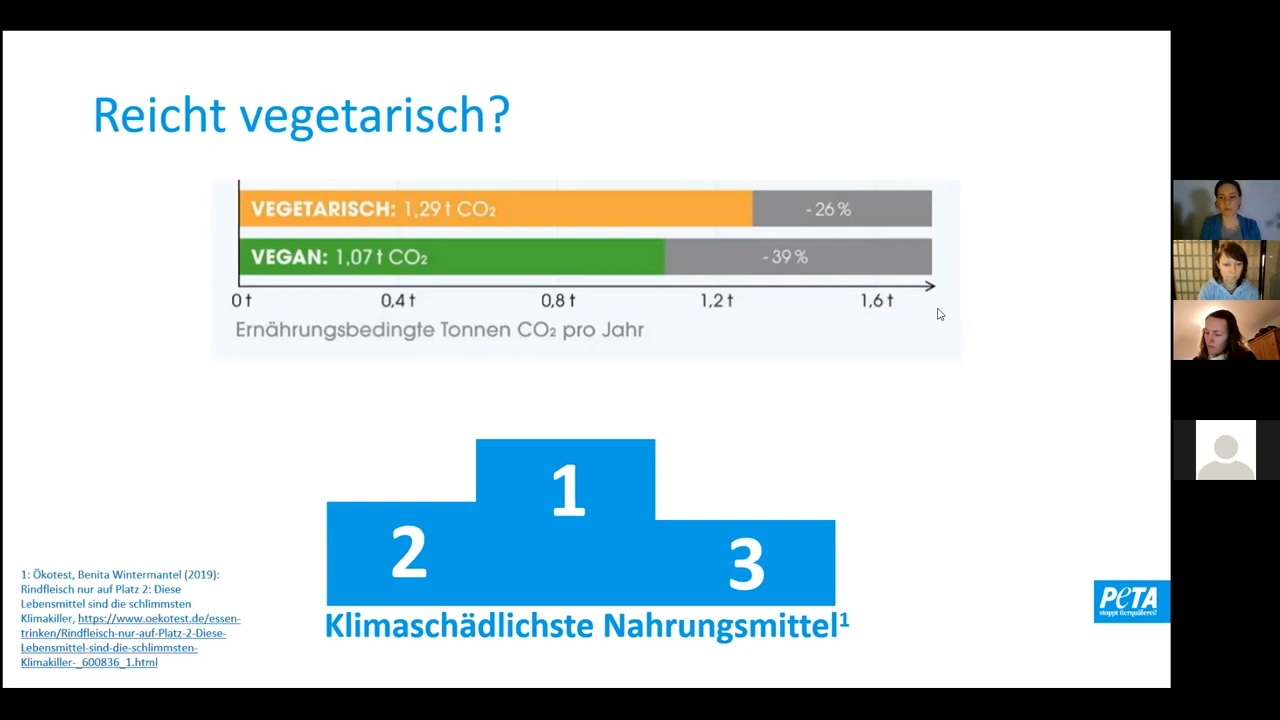 Reicht vegetarisch?
VEGETARISCH: 1,29 t CO₂
- 26 %
VEGAN: 1,07 t CO₂
- 39 %
0 t 0,4 t 0,8 t 1,2 t 1,6 t
Ernährungsbedingte Tonnen CO₂ pro Jahr
1
2
3
Klimaschädlichste Nahrungsmittel¹
1: Ökotest, Benita Wintermantel (2019):
Rindfleisch nur auf Platz 2: Diese
Lebensmittel sind die schlimmsten
Klimakiller, https://www.oekotest.de/essen-
trinken/Rindfleisch-nur-auf-Platz-2-Diese-
Lebensmittel-sind-die-schlimmsten-
Klimakiller-_600836_1.html
PeTA
stoppt tierquälerei!